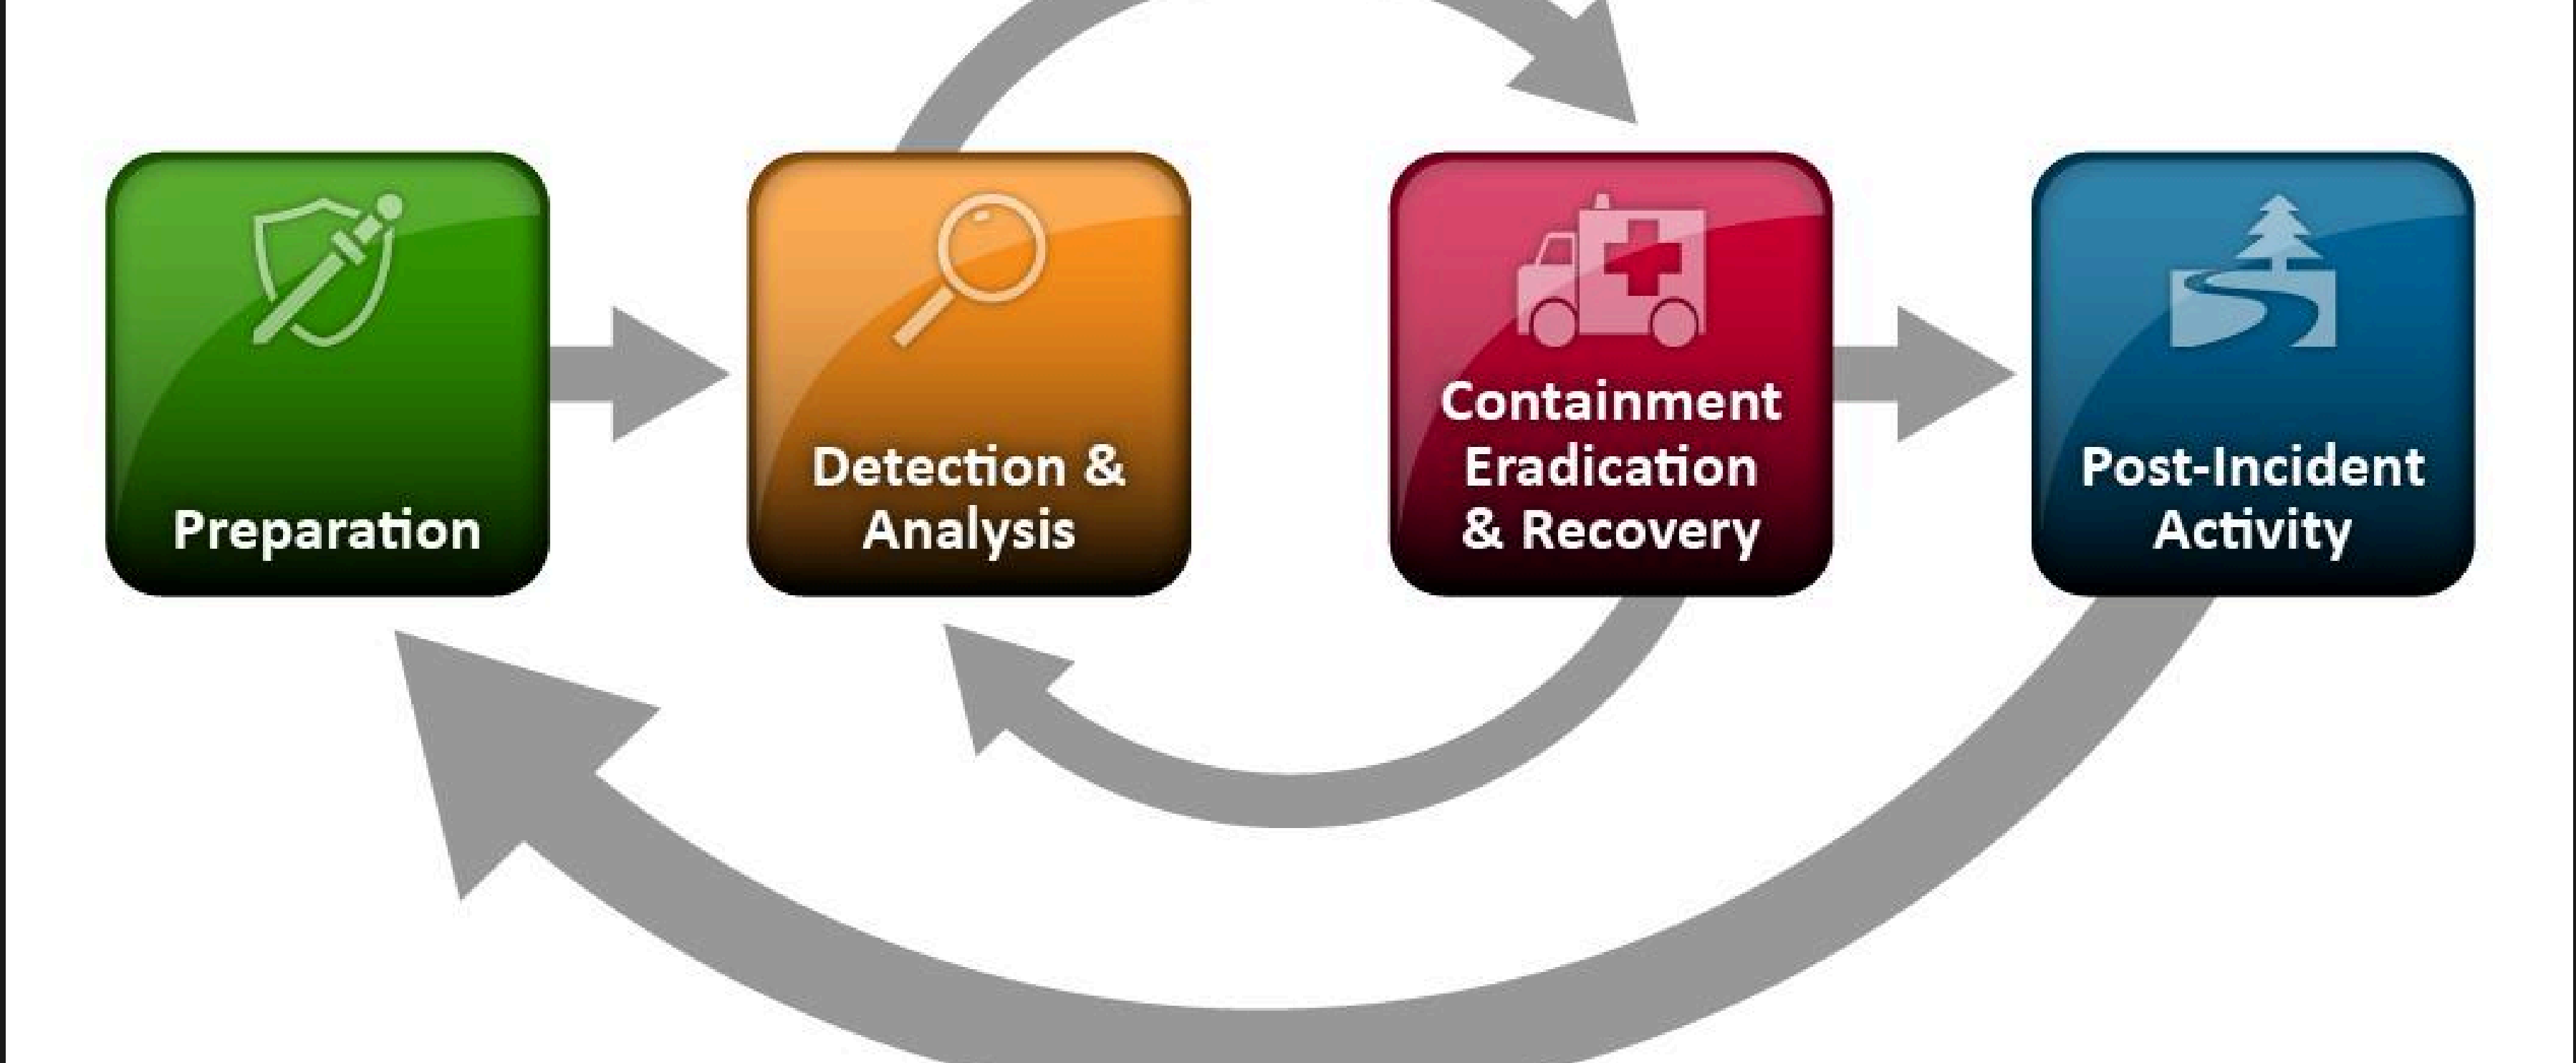 Preparation
Detection &
Analysis
Containment
Eradication
& Recovery
Post-Incident
Activity